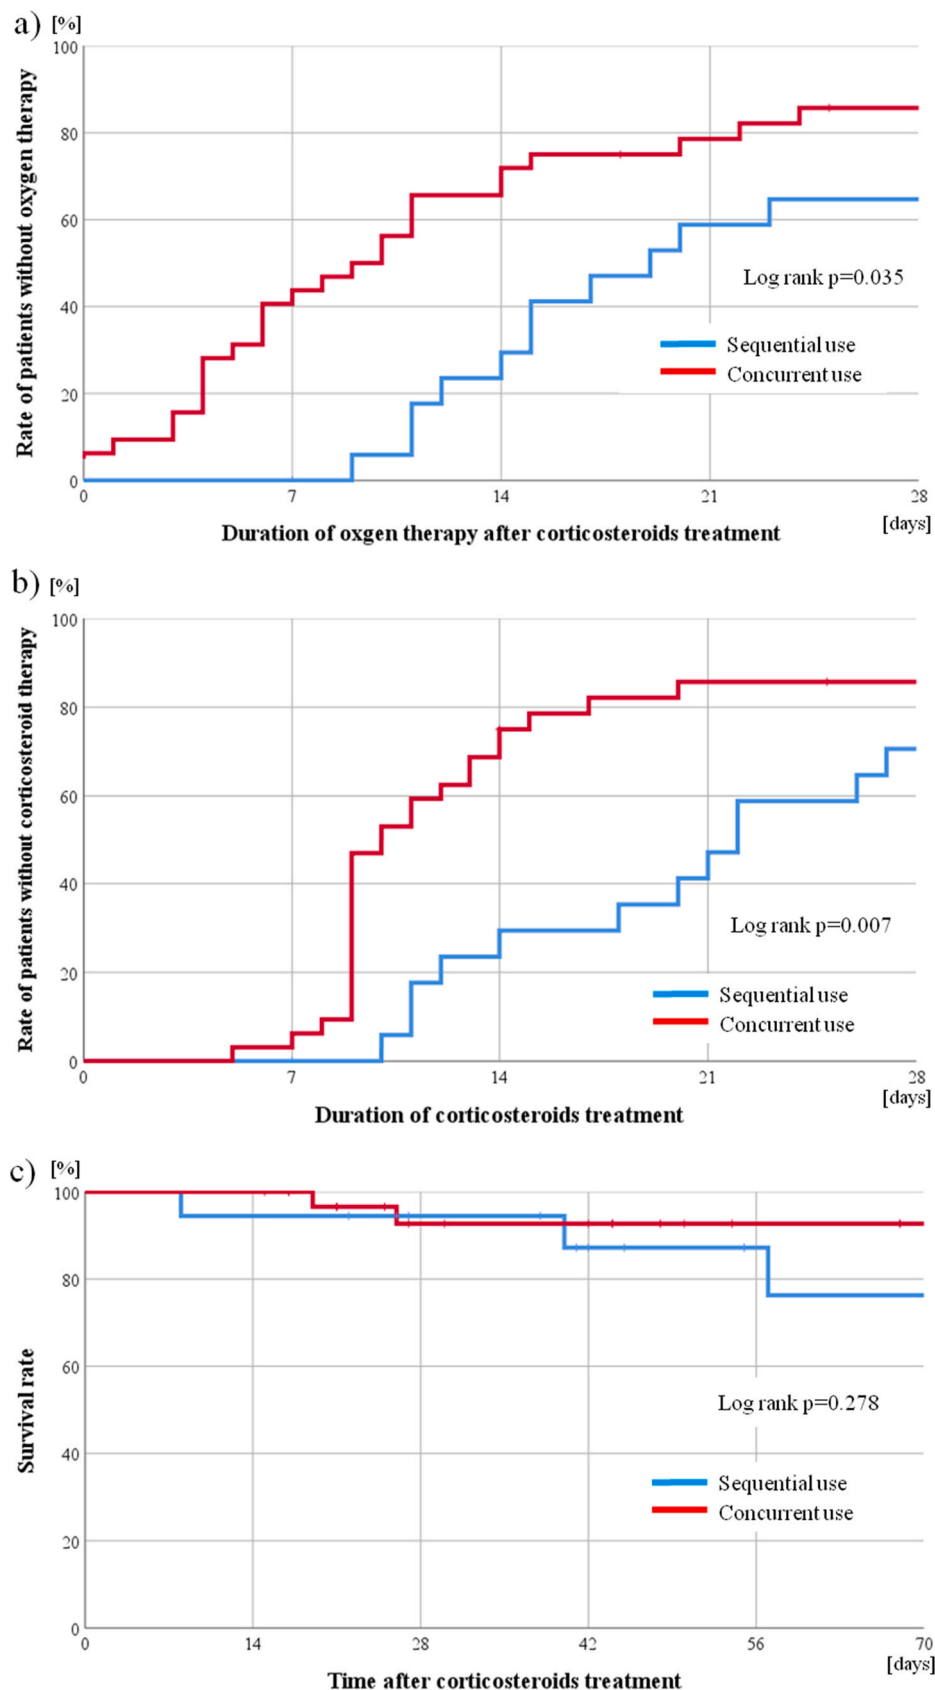 a) [%]
100
80
60
40
20
0
Rate of patients without oxygen therapy
Log rank p=0.035
Sequential use
Concurrent use
0 7 14 21 28
[days]
Duration of oxgen therapy after corticosteroids treatment
b) [%]
100
80
60
40
20
0
Rate of patients without corticosteroid therapy
Log rank p=0.007
Sequential use
Concurrent use
0 7 14 21 28
[days]
Duration of corticosteroids treatment
c) [%]
100
80
60
40
20
0
Survival rate
Log rank p=0.278
Sequential use
Concurrent use
0 14 28 42 56 70
[days]
Time after corticosteroids treatment